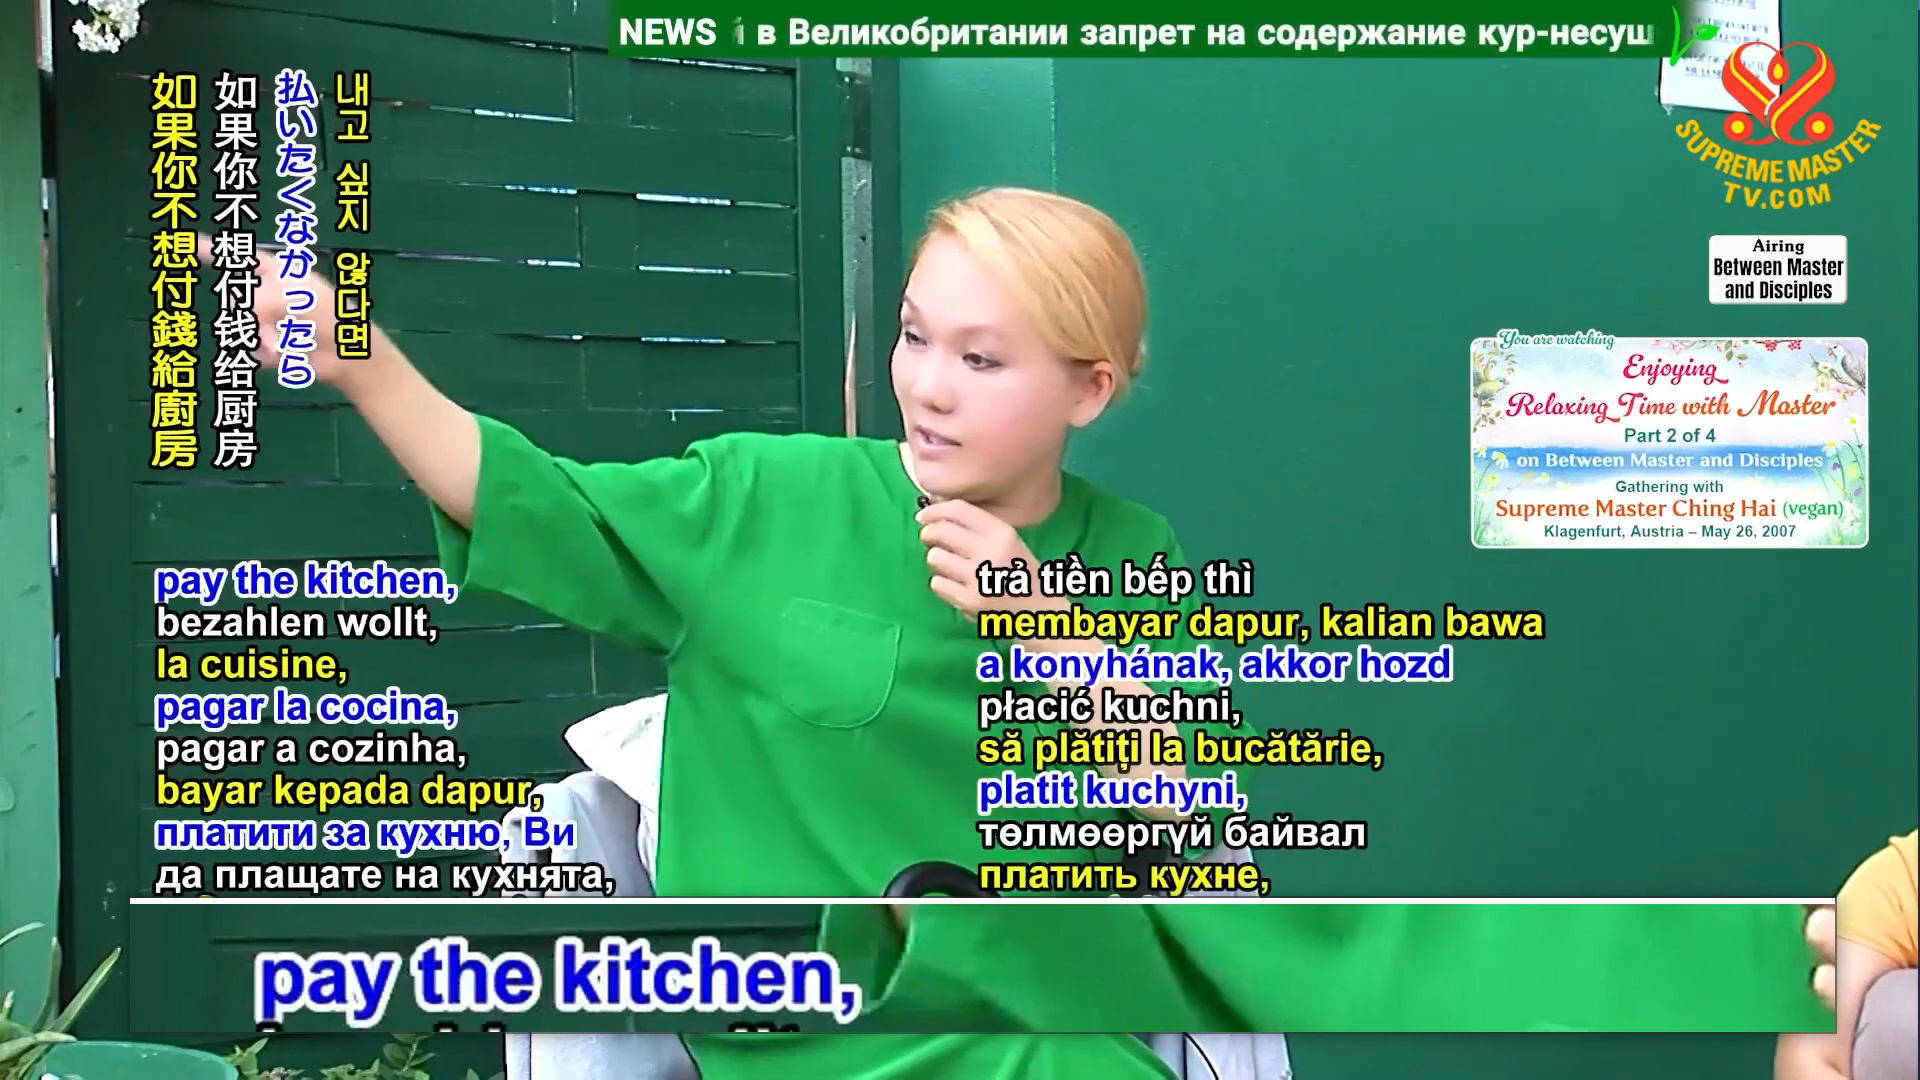 NEWS й в Великобритании запрет на содержание кур-несуш
SUPREME MASTER
TV.COM
Airing
Between Master
and Disciples
You are watching
Enjoying
Relaxing Time with Master
Part 2 of 4
on Between Master and Disciples
Gathering with
Supreme Master Ching Hai (vegan)
Klagenfurt, Austria – May 26, 2007
내고 싶지 않다면
払いたくなかったら
如果你不想付钱给厨房
如果你不想付錢給廚房
pay the kitchen,
bezahlen wollt,
la cuisine,
pagar la cocina,
pagar a cozinha,
bayar kepada dapur,
платити за кухню, Ви
да плащате на кухнята,
trả tiền bếp thì
membayar dapur, kalian bawa
a konyhának, akkor hozd
płacić kuchni,
să plătiți la bucătărie,
platit kuchyni,
төлмөөргүй байвал
платить кухне,
pay the kitchen,